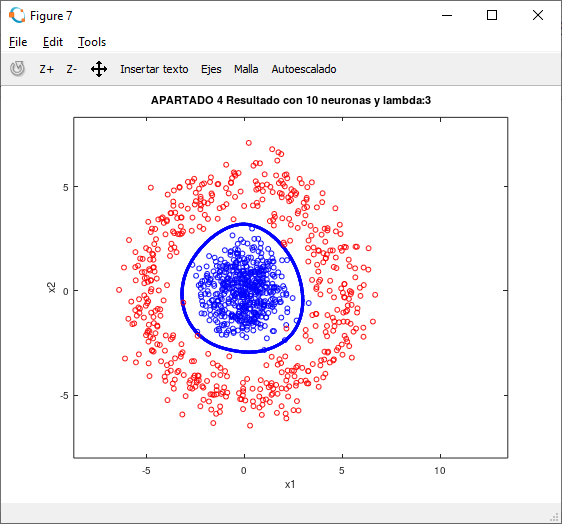 Figure 7
File Edit Tools
Z+ Z- Insertar texto Ejes Malla Autoescalado
APARTADO 4 Resultado con 10 neuronas y lambda:3
5
0
-5
x2
-5 0 5 10
x1